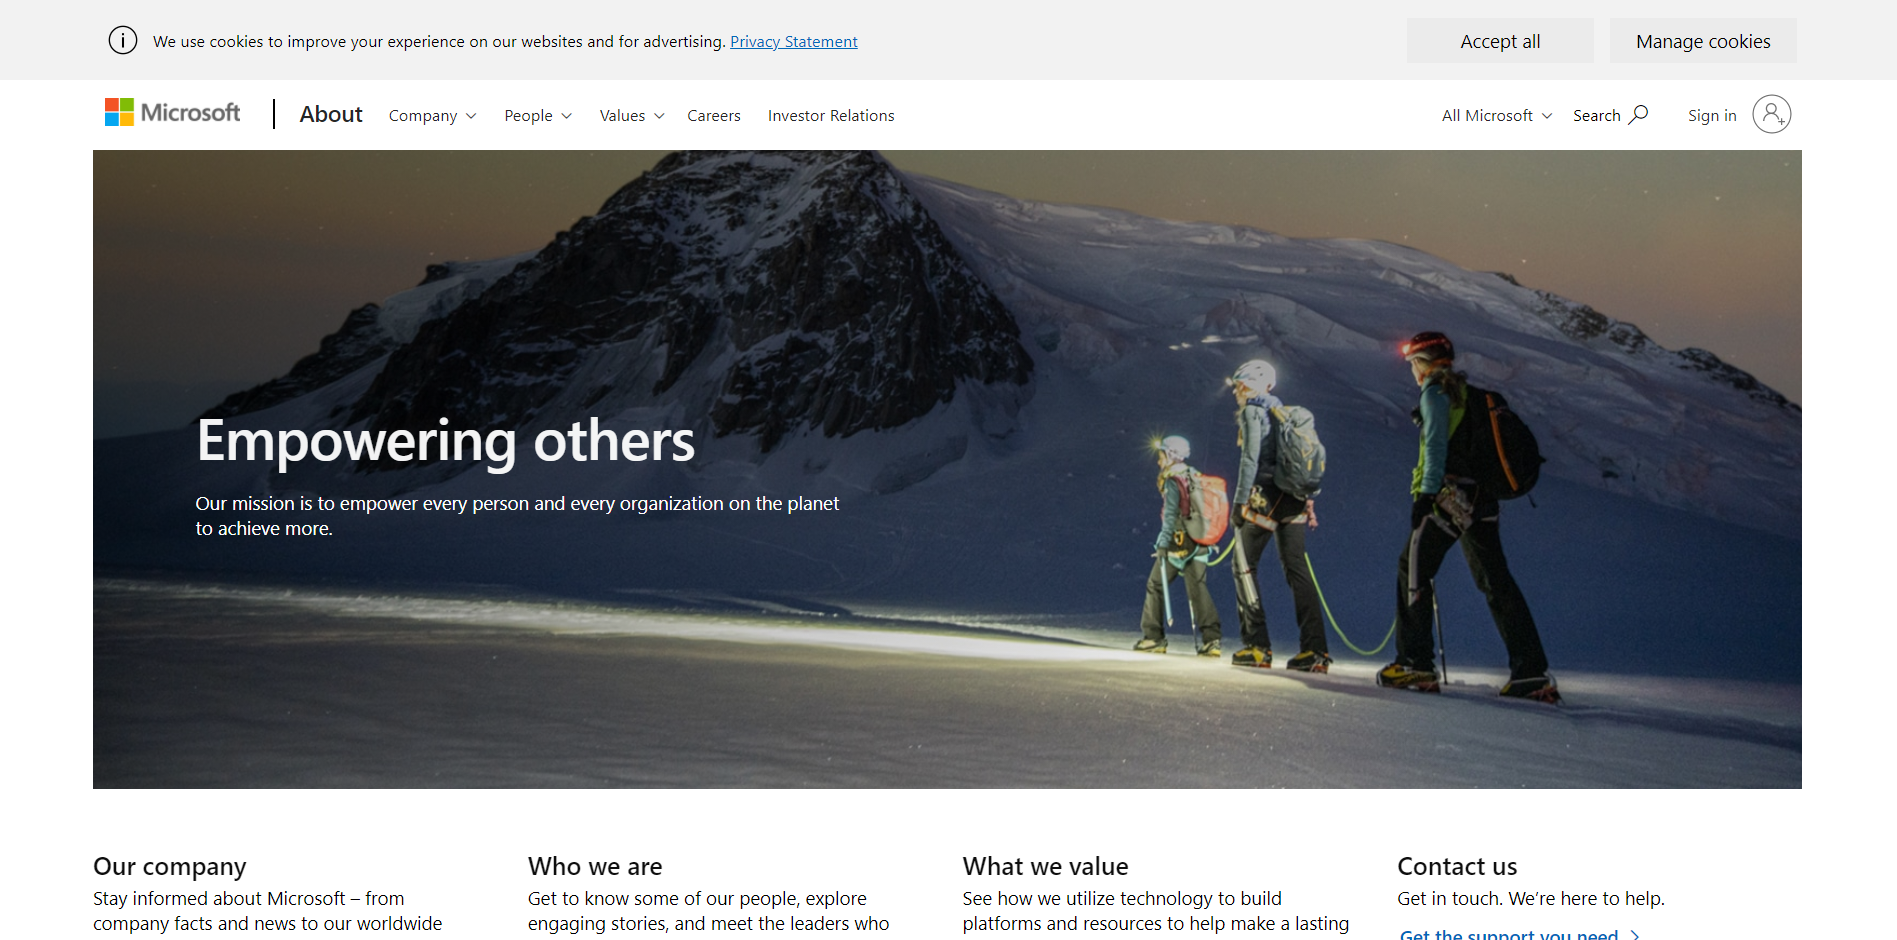 We use cookies to improve your experience on our websites and for advertising. Privacy Statement
Accept all
Manage cookies
Microsoft
About
Company
People
Values
Careers
Investor Relations
All Microsoft
Search
Sign in
Empowering others
Our mission is to empower every person and every organization on the planet
to achieve more.
Our company
Stay informed about Microsoft – from
company facts and news to our worldwide
Who we are
Get to know some of our people, explore
engaging stories, and meet the leaders who
What we value
See how we utilize technology to build
platforms and resources to help make a lasting
Contact us
Get in touch. We’re here to help.
Get the support you need